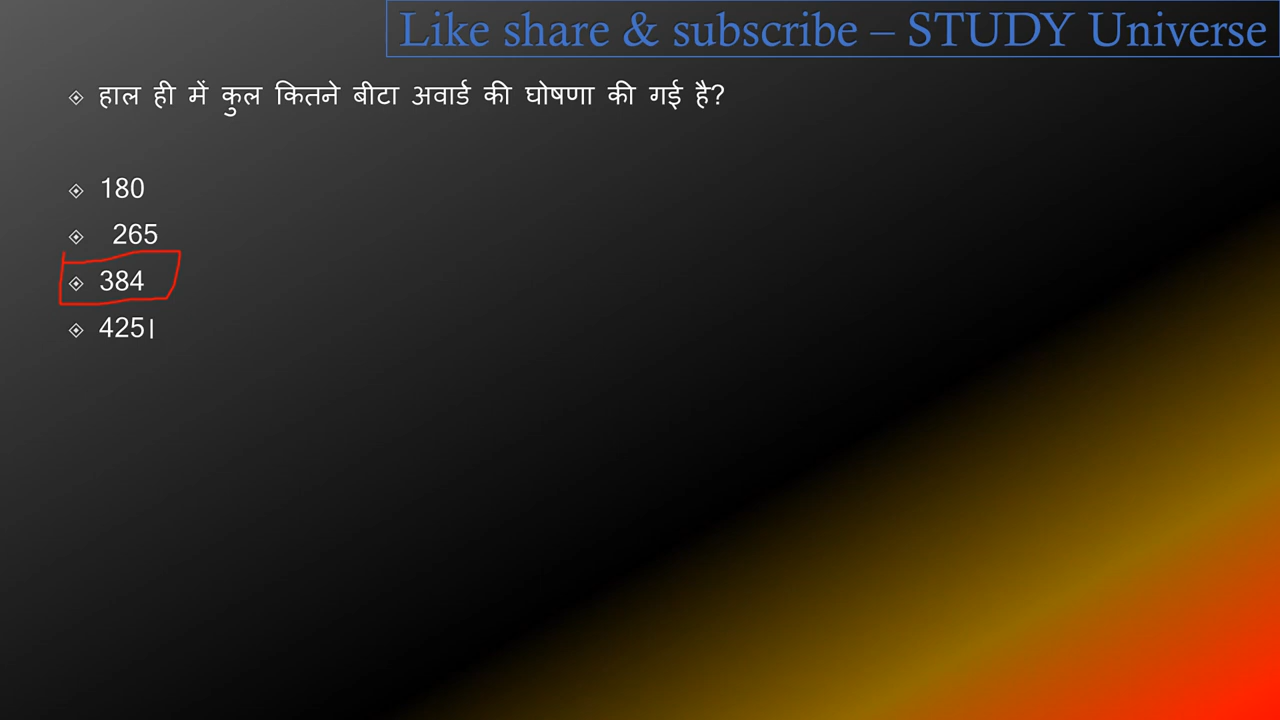 Like share & subscribe – STUDY Universe
हाल ही में कुल कितने बीटा अवार्ड की घोषणा की गई है?
180
265
384
425।